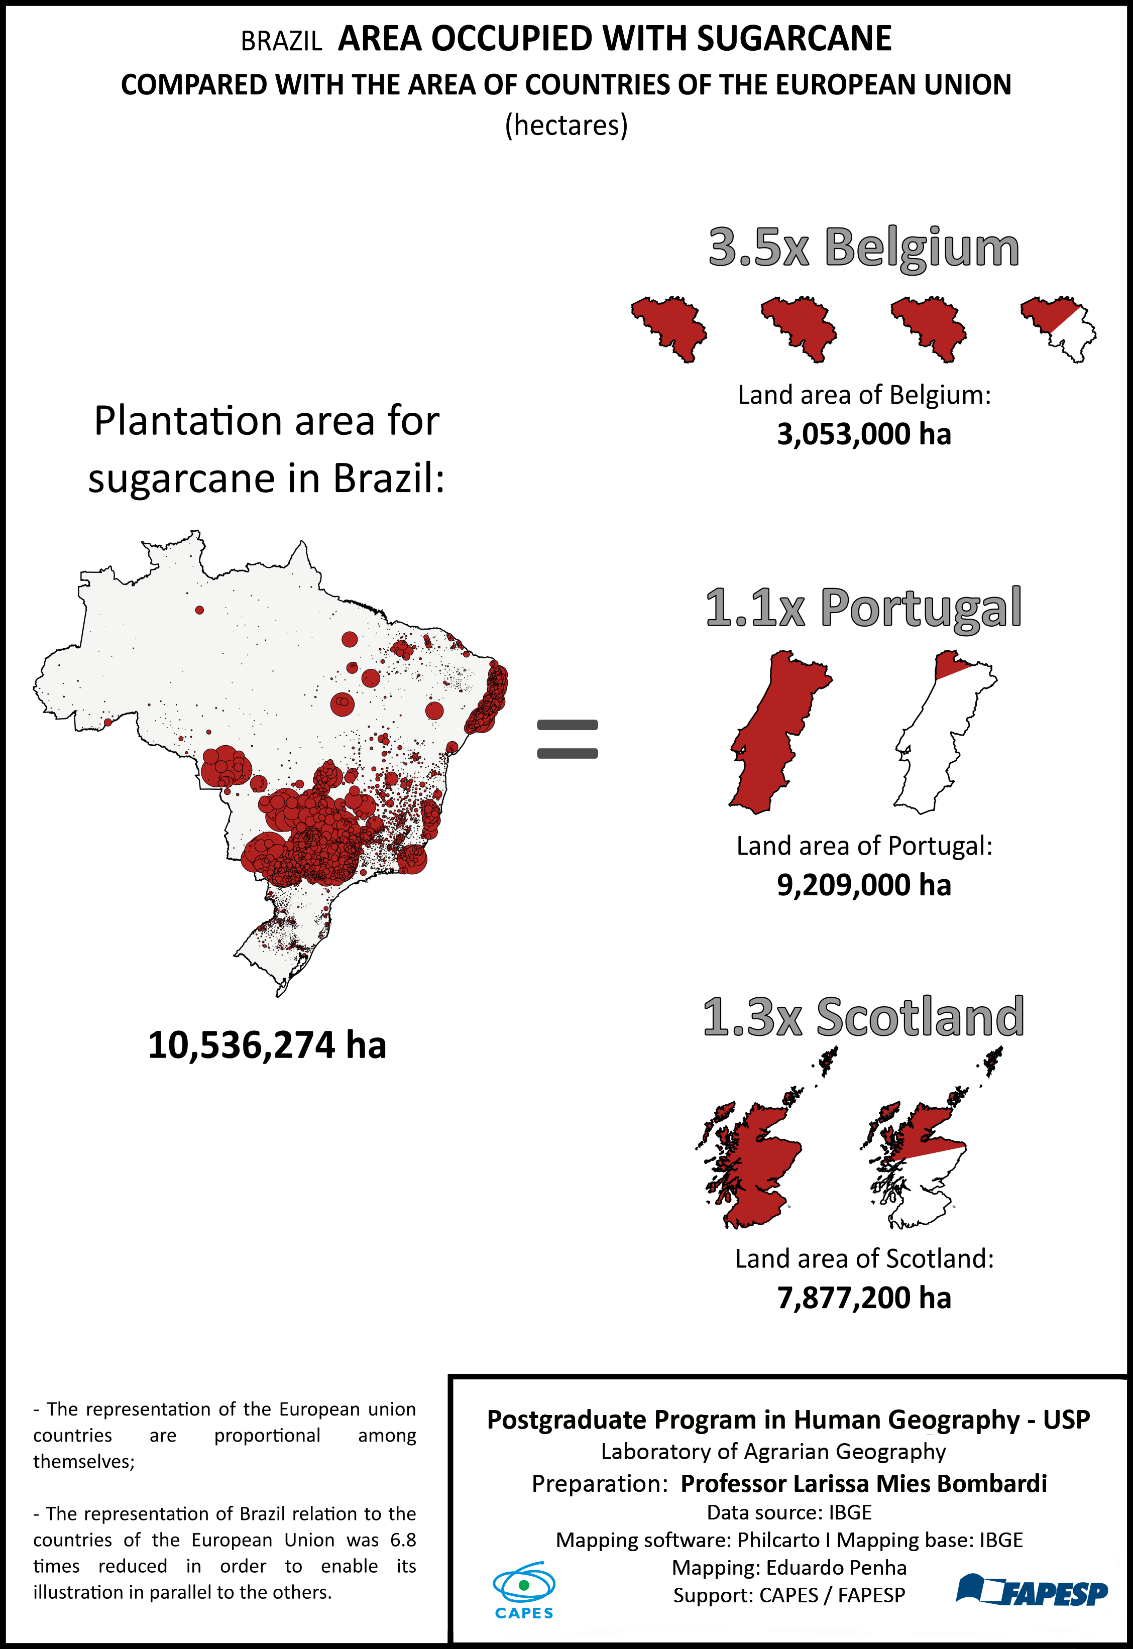 BRAZIL AREA OCCUPIED WITH SUGARCANE
COMPARED WITH THE AREA OF COUNTRIES OF THE EUROPEAN UNION
(hectares)
Plantation area for
sugarcane in Brazil:
10,536,274 ha
=
3.5x Belgium
Land area of Belgium:
3,053,000 ha
1.1x Portugal
Land area of Portugal:
9,209,000 ha
1.3x Scotland
Land area of Scotland:
7,877,200 ha
- The representation of the European union
countries are proportional among
themselves;
- The representation of Brazil relation to the
countries of the European Union was 6.8
times reduced in order to enable its
illustration in parallel to the others.
Postgraduate Program in Human Geography - USP
Laboratory of Agrarian Geography
Preparation: Professor Larissa Mies Bombardi
Data source: IBGE
Mapping software: Philcarto I Mapping base: IBGE
Mapping: Eduardo Penha
Support: CAPES / FAPESP
CAPES
FAPESP